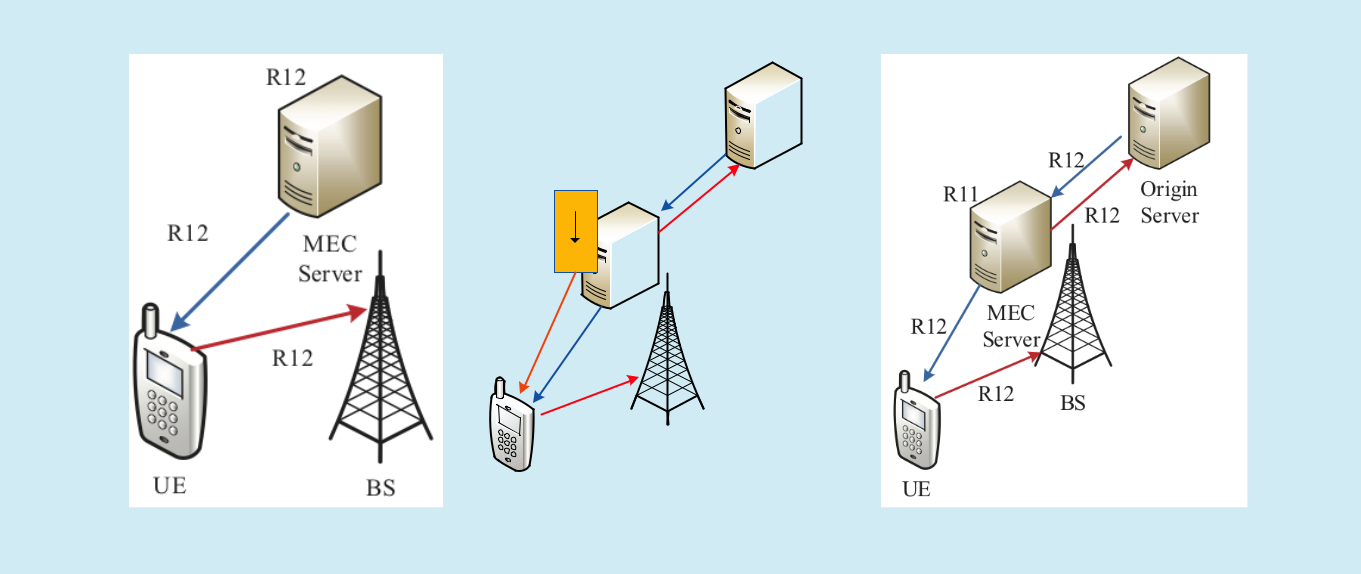 R12
R12
MEC
Server
R12
UE
BS
R12
Origin
Server
R11
R12
MEC
Server
R12
R12
BS
UE